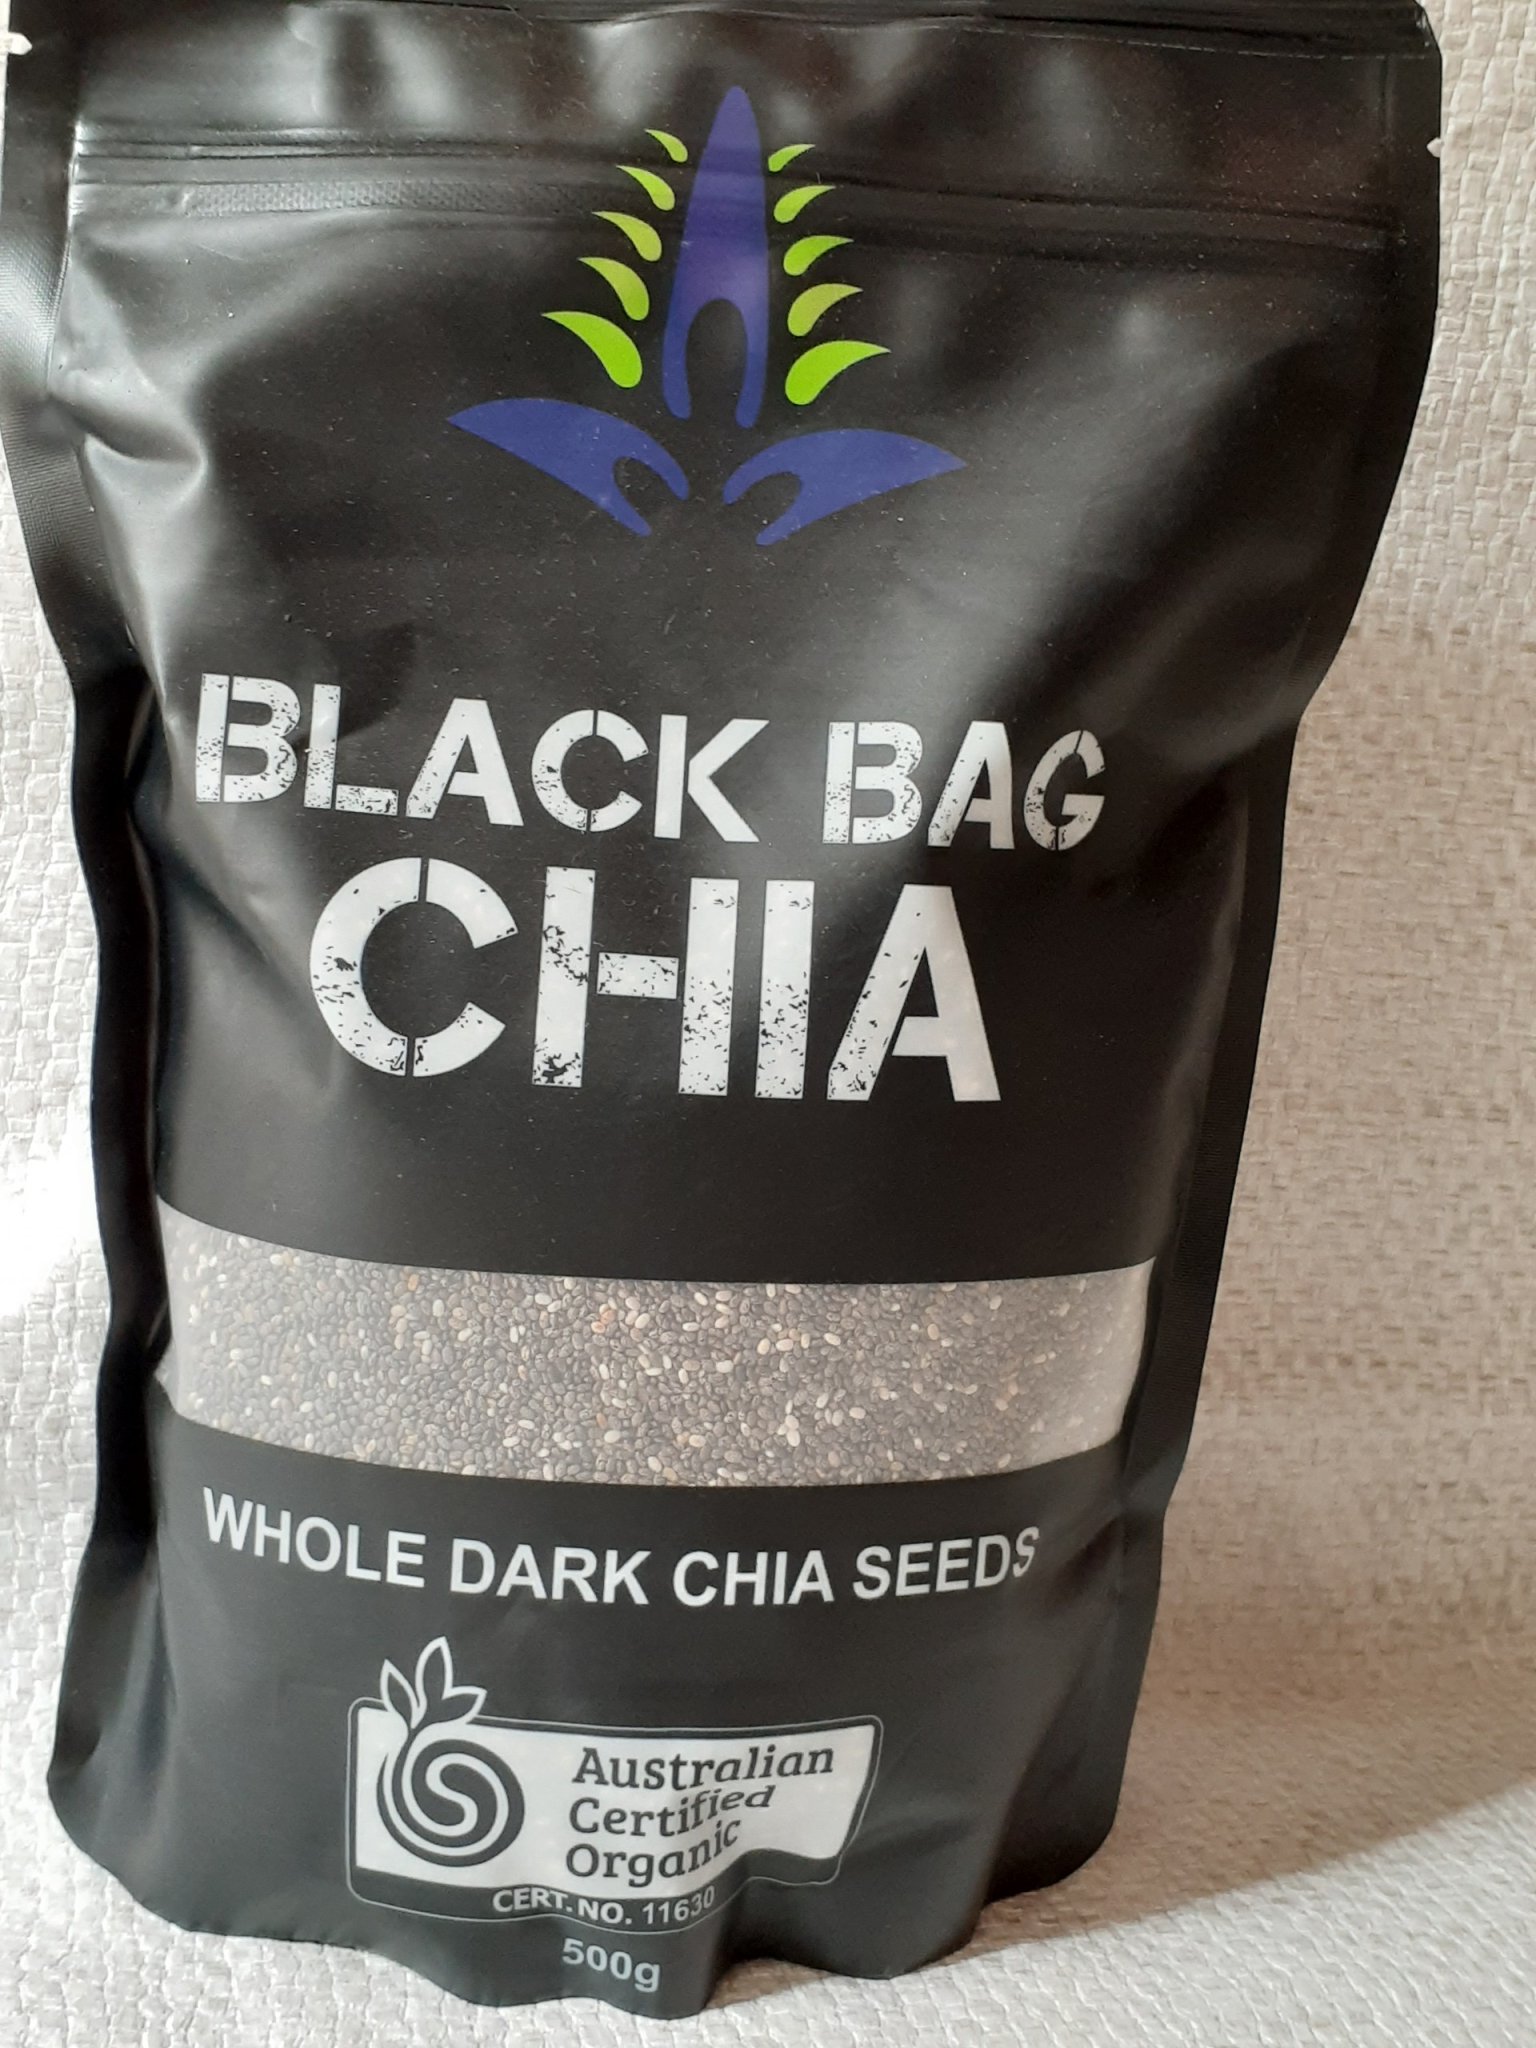 BLACK BAG
CHIA
WHOLE DARK CHIA SEEDS
Australian
Certified
Organic
CERT. NO. 11630
500g